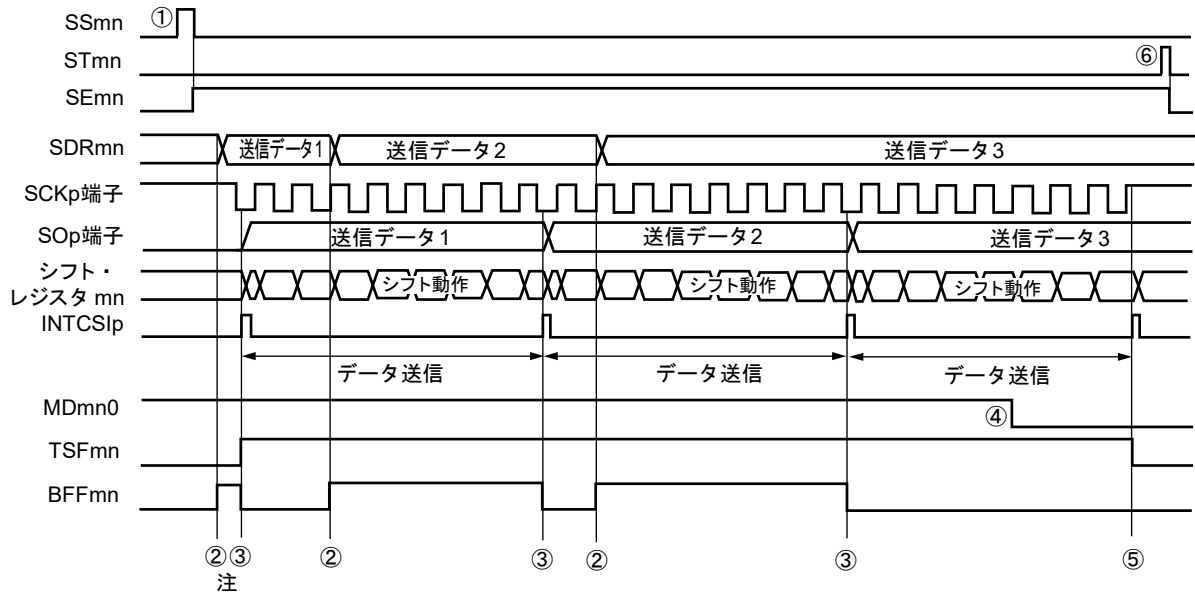 SSmn
①
STmn
⑥
SEmn
SDRmn
送信データ1
送信データ2
送信データ3
SCKp端子
SOp端子
送信データ1
送信データ2
送信データ3
シフト・
レジスタ mn
シフト動作
シフト動作
シフト動作
INTCSIp
データ送信
データ送信
データ送信
MDmn0
④
TSFmn
BFFmn
②③
②
③
②
③
⑤
注